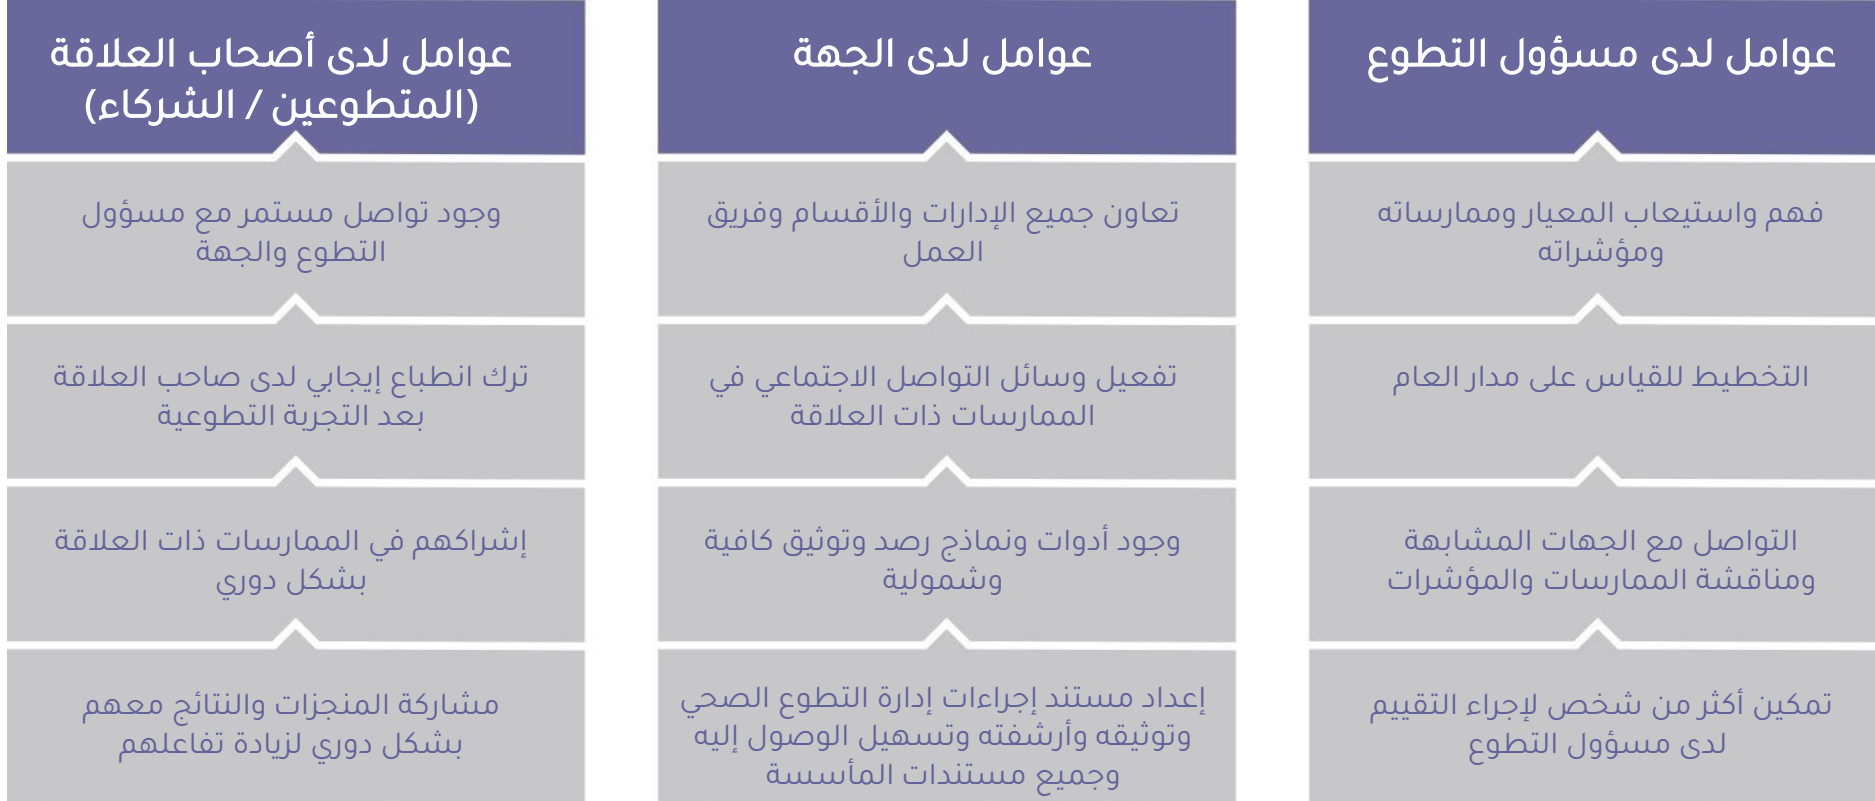 عوامل لدى مسؤول التطوع
فهم واستيعاب المعيار وممارساته
ومؤشراته
التخطيط للقياس على مدار العام
التواصل مع الجهات المشابهة
ومناقشة الممارسات والمؤشرات
تمكين أكثر من شخص لإجراء التقييم
لدى مسؤول التطوع
عوامل لدى الجهة
تعاون جميع الإدارات والأقسام وفريق
العمل
تفعيل وسائل التواصل الاجتماعي في
الممارسات ذات العلاقة
وجود أدوات ونماذج رصد وتوثيق كافية
وشمولية
إعداد مستند إجراءات إدارة التطوع الصحي
وتوثيقه وأرشفته وتسهيل الوصول إليه
وجميع مستندات المأسسة
عوامل لدى أصحاب العلاقة
(المتطوعين / الشركاء)
وجود تواصل مستمر مع مسؤول
التطوع والجهة
ترك انطباع إيجابي لدى صاحب العلاقة
بعد التجربة التطوعية
إشراكهم في الممارسات ذات العلاقة
بشكل دوري
مشاركة المنجزات والنتائج معهم
بشكل دوري لزيادة تفاعلهم